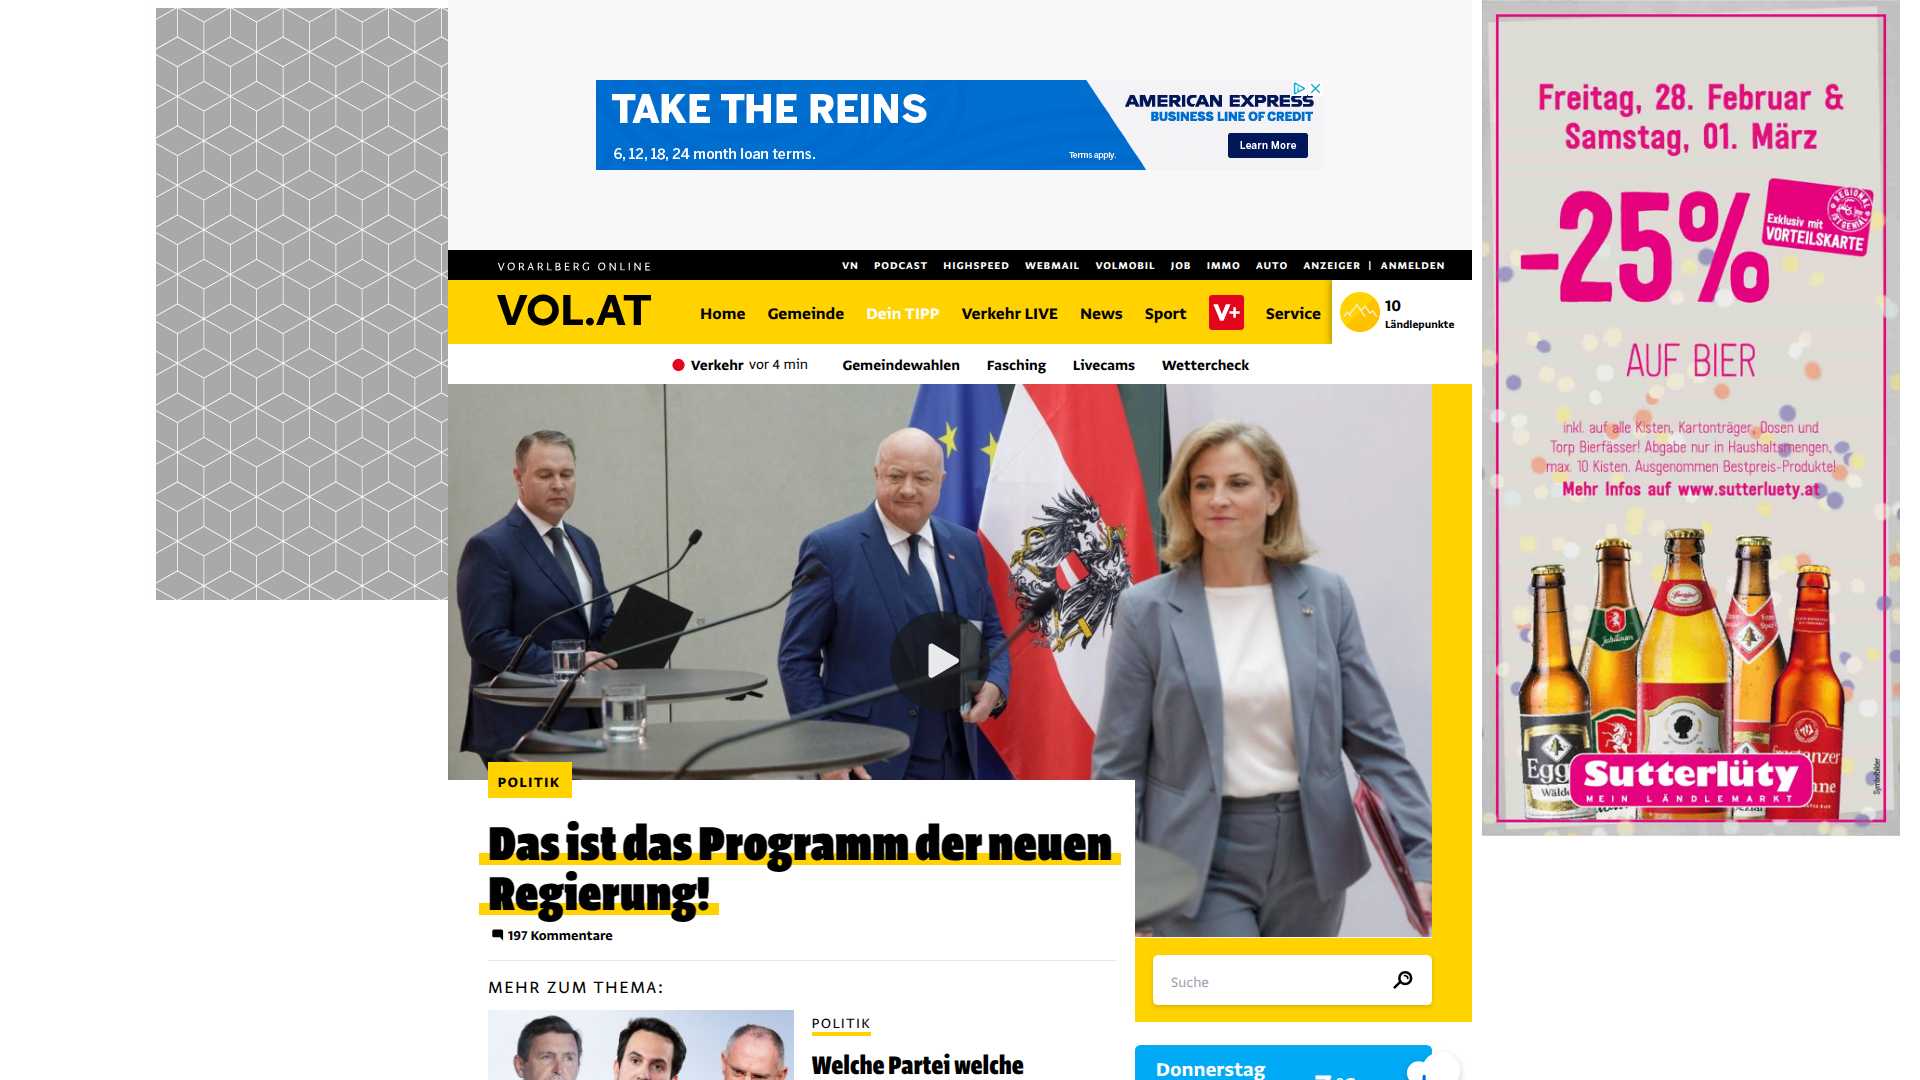 TAKE THE REINS
6, 12, 18, 24 month loan terms.
Terms apply.
AMERICAN EXPRESS
BUSINESS LINE OF CREDIT
Learn More
VORARLBERG ONLINE
VN PODCAST HIGHSPEED WEBMAIL VOLMOBIL JOB IMMO AUTO ANZEIGER | ANMELDEN
VOL.AT
Home Gemeinde Dein TIPP Verkehr LIVE News Sport V+ Service
10
Ländlepunkte
Verkehr vor 4 min Gemeindewahlen Fasching Livecams Wettercheck
POLITIK
Das ist das Programm der neuen
Regierung!
197 Kommentare
MEHR ZUM THEMA:
POLITIK
Welche Partei welche
Suche
Donnerstag
Freitag, 28. Februar &
Samstag, 01. März
-25%
REGIONAL
IST GENIAL
Exklusiv mit
VORTEILSKARTE
AUF BIER
inkl. auf alle Kisten, Kartonträger, Dosen und
Torp Bierfässer! Abgabe nur in Haushaltsmengen,
max. 10 Kisten. Ausgenommen Bestpreis-Produkte!
Mehr Infos auf www.sutterluety.at
Sutterlüty
MEIN LÄNDLEMARKT
Symbolbilder